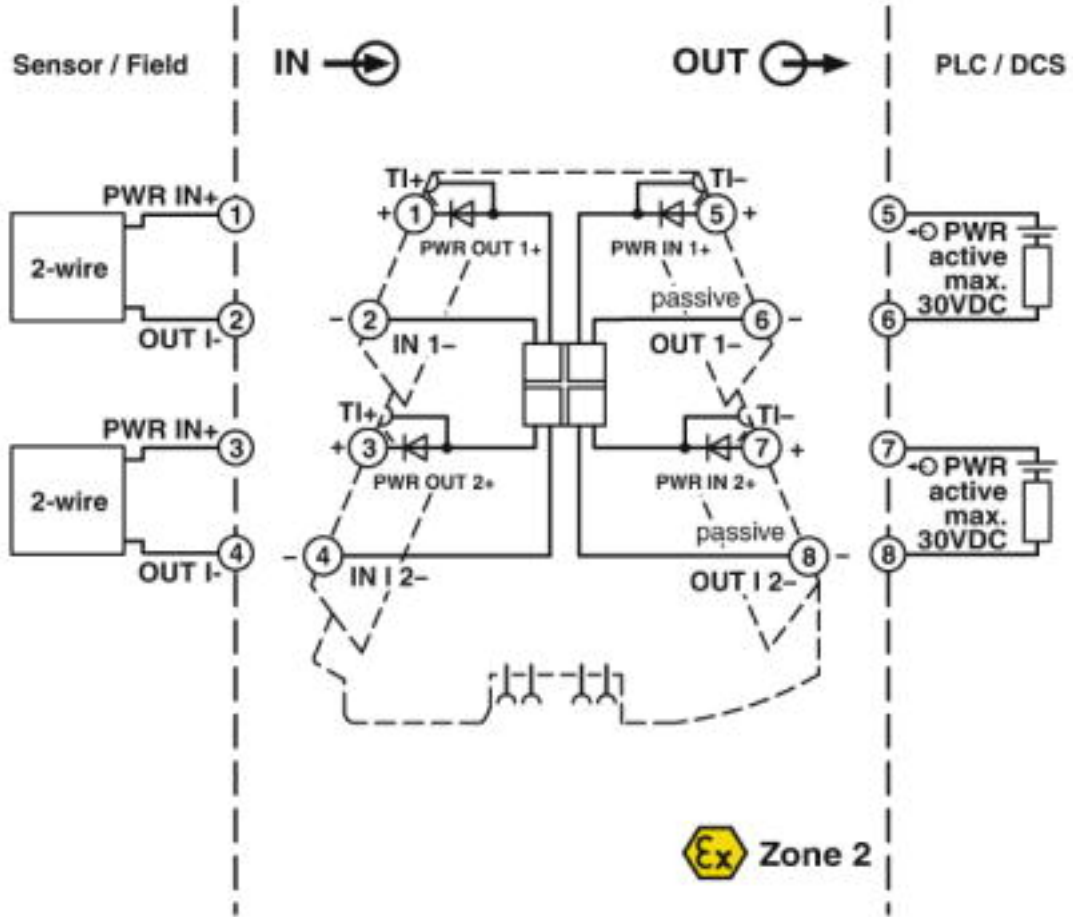 Sensor / Field
IN
OUT
PLC / DCS
PWR IN+
1
2-wire
2
OUT I-
TI+
+ 1
PWR OUT 1+
- 2
IN 1-
TI-
5 +
PWR IN 1+
passive
6 -
OUT 1-
5
PWR
active
max.
30VDC
6
PWR IN+
3
2-wire
4
OUT I-
TI+
+ 3
PWR OUT 2+
- 4
IN I 2-
TI-
7 +
PWR IN 2+
passive
8 -
OUT I 2-
7
PWR
active
max.
30VDC
8
Ex Zone 2